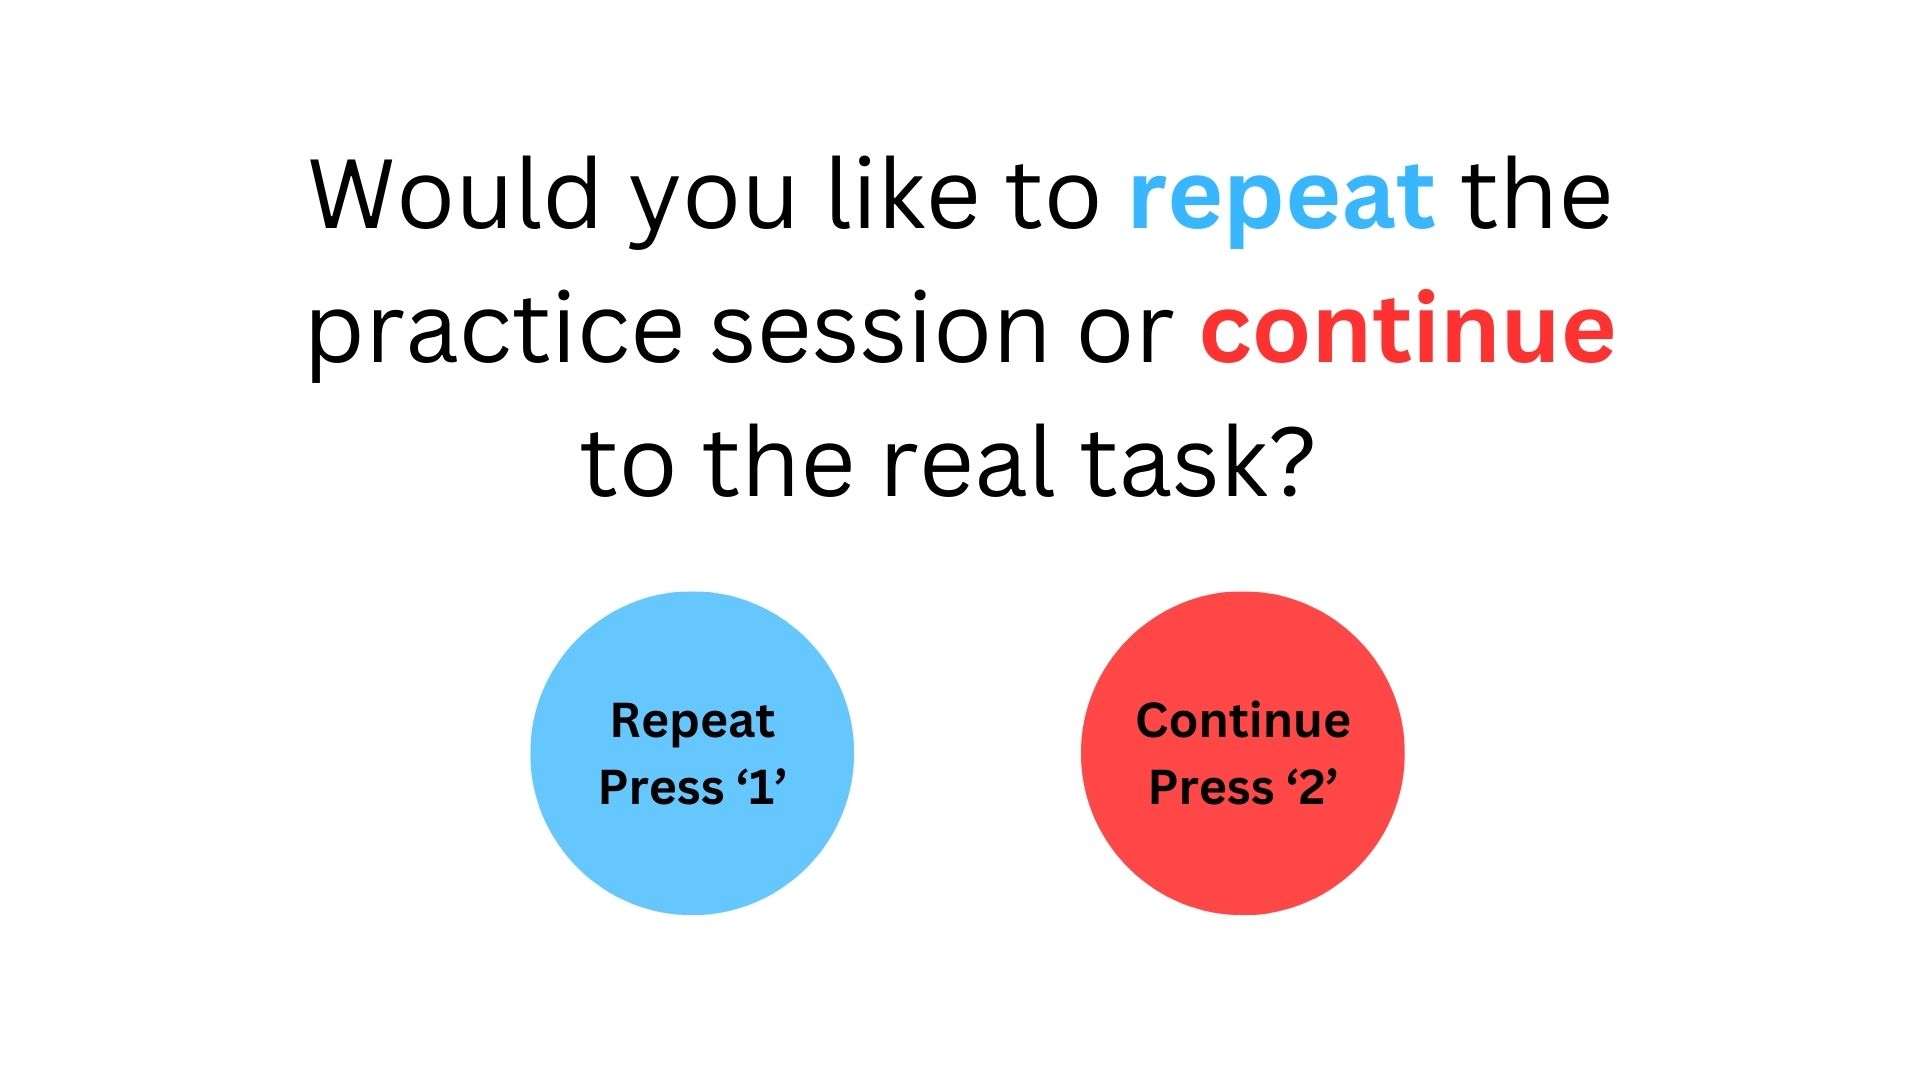 Would you like to repeat the
practice session or continue
to the real task?
Repeat
Press ‘1’
Continue
Press ‘2’